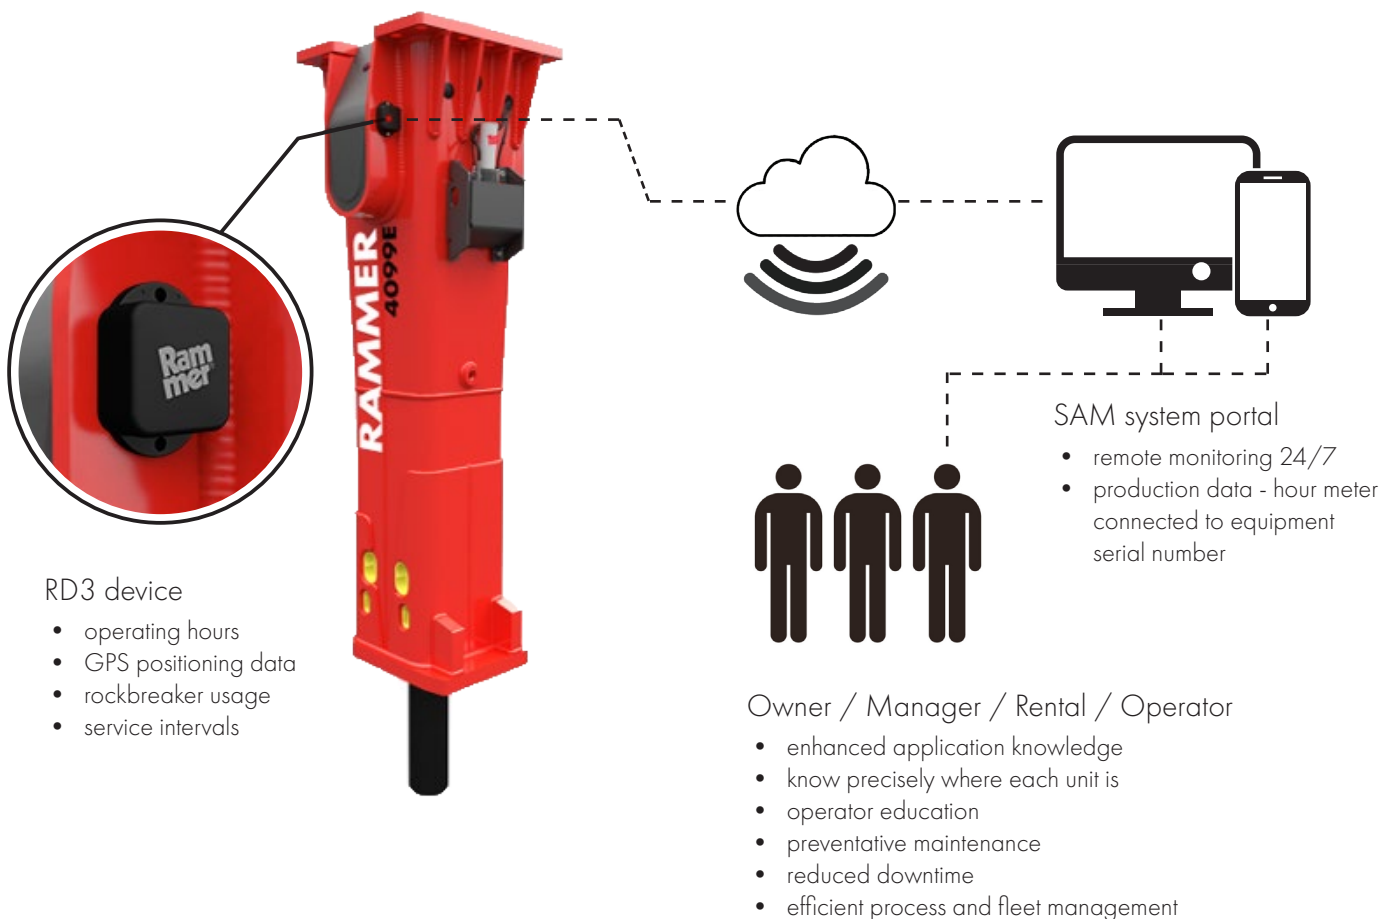 RAMMER
4099E
Ram
mer
RD3 device
• operating hours
• GPS positioning data
• rockbreaker usage
• service intervals
SAM system portal
• remote monitoring 24/7
• production data - hour meter
connected to equipment
serial number
Owner / Manager / Rental / Operator
• enhanced application knowledge
• know precisely where each unit is
• operator education
• preventative maintenance
• reduced downtime
• efficient process and fleet management